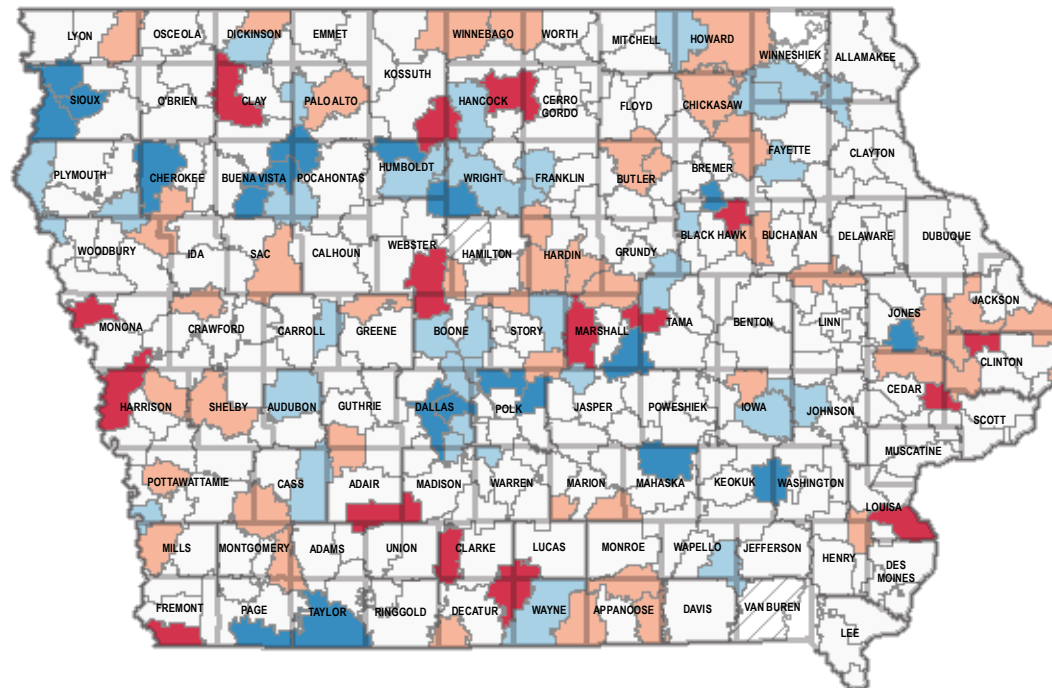 LYON
OSCEOLA
DICKINSON
EMMET
WINNEBAGO
WORTH
MITCHELL
HOWARD
WINNESHIEK
ALLAMAKEE
KOSSUTH
SIOUX
O'BRIEN
CLAY
PALO ALTO
HANCOCK
CERRO
GORDO
FLOYD
CHICKASAW
PLYMOUTH
CHEROKEE
BUENA VISTA
POCAHONTAS
HUMBOLDT
WRIGHT
FRANKLIN
BUTLER
BREMER
FAYETTE
CLAYTON
WOODBURY
IDA
SAC
CALHOUN
WEBSTER
HAMILTON
HARDIN
GRUNDY
BLACK HAWK
BUCHANAN
DELAWARE
DUBUQUE
MONONA
CRAWFORD
CARROLL
GREENE
BOONE
STORY
MARSHALL
TAMA
BENTON
LINN
JONES
JACKSON
CLINTON
HARRISON
SHELBY
AUDUBON
GUTHRIE
DALLAS
POLK
JASPER
POWESHIEK
IOWA
JOHNSON
CEDAR
SCOTT
MUSCATINE
POTTAWATTAMIE
CASS
ADAIR
MADISON
WARREN
MARION
MAHASKA
KEOKUK
WASHINGTON
LOUISA
MILLS
MONTGOMERY
ADAMS
UNION
CLARKE
LUCAS
MONROE
WAPELLO
JEFFERSON
HENRY
DES
MOINES
FREMONT
PAGE
TAYLOR
RINGGOLD
DECATUR
WAYNE
APPANOOSE
DAVIS
VAN BUREN
LEE